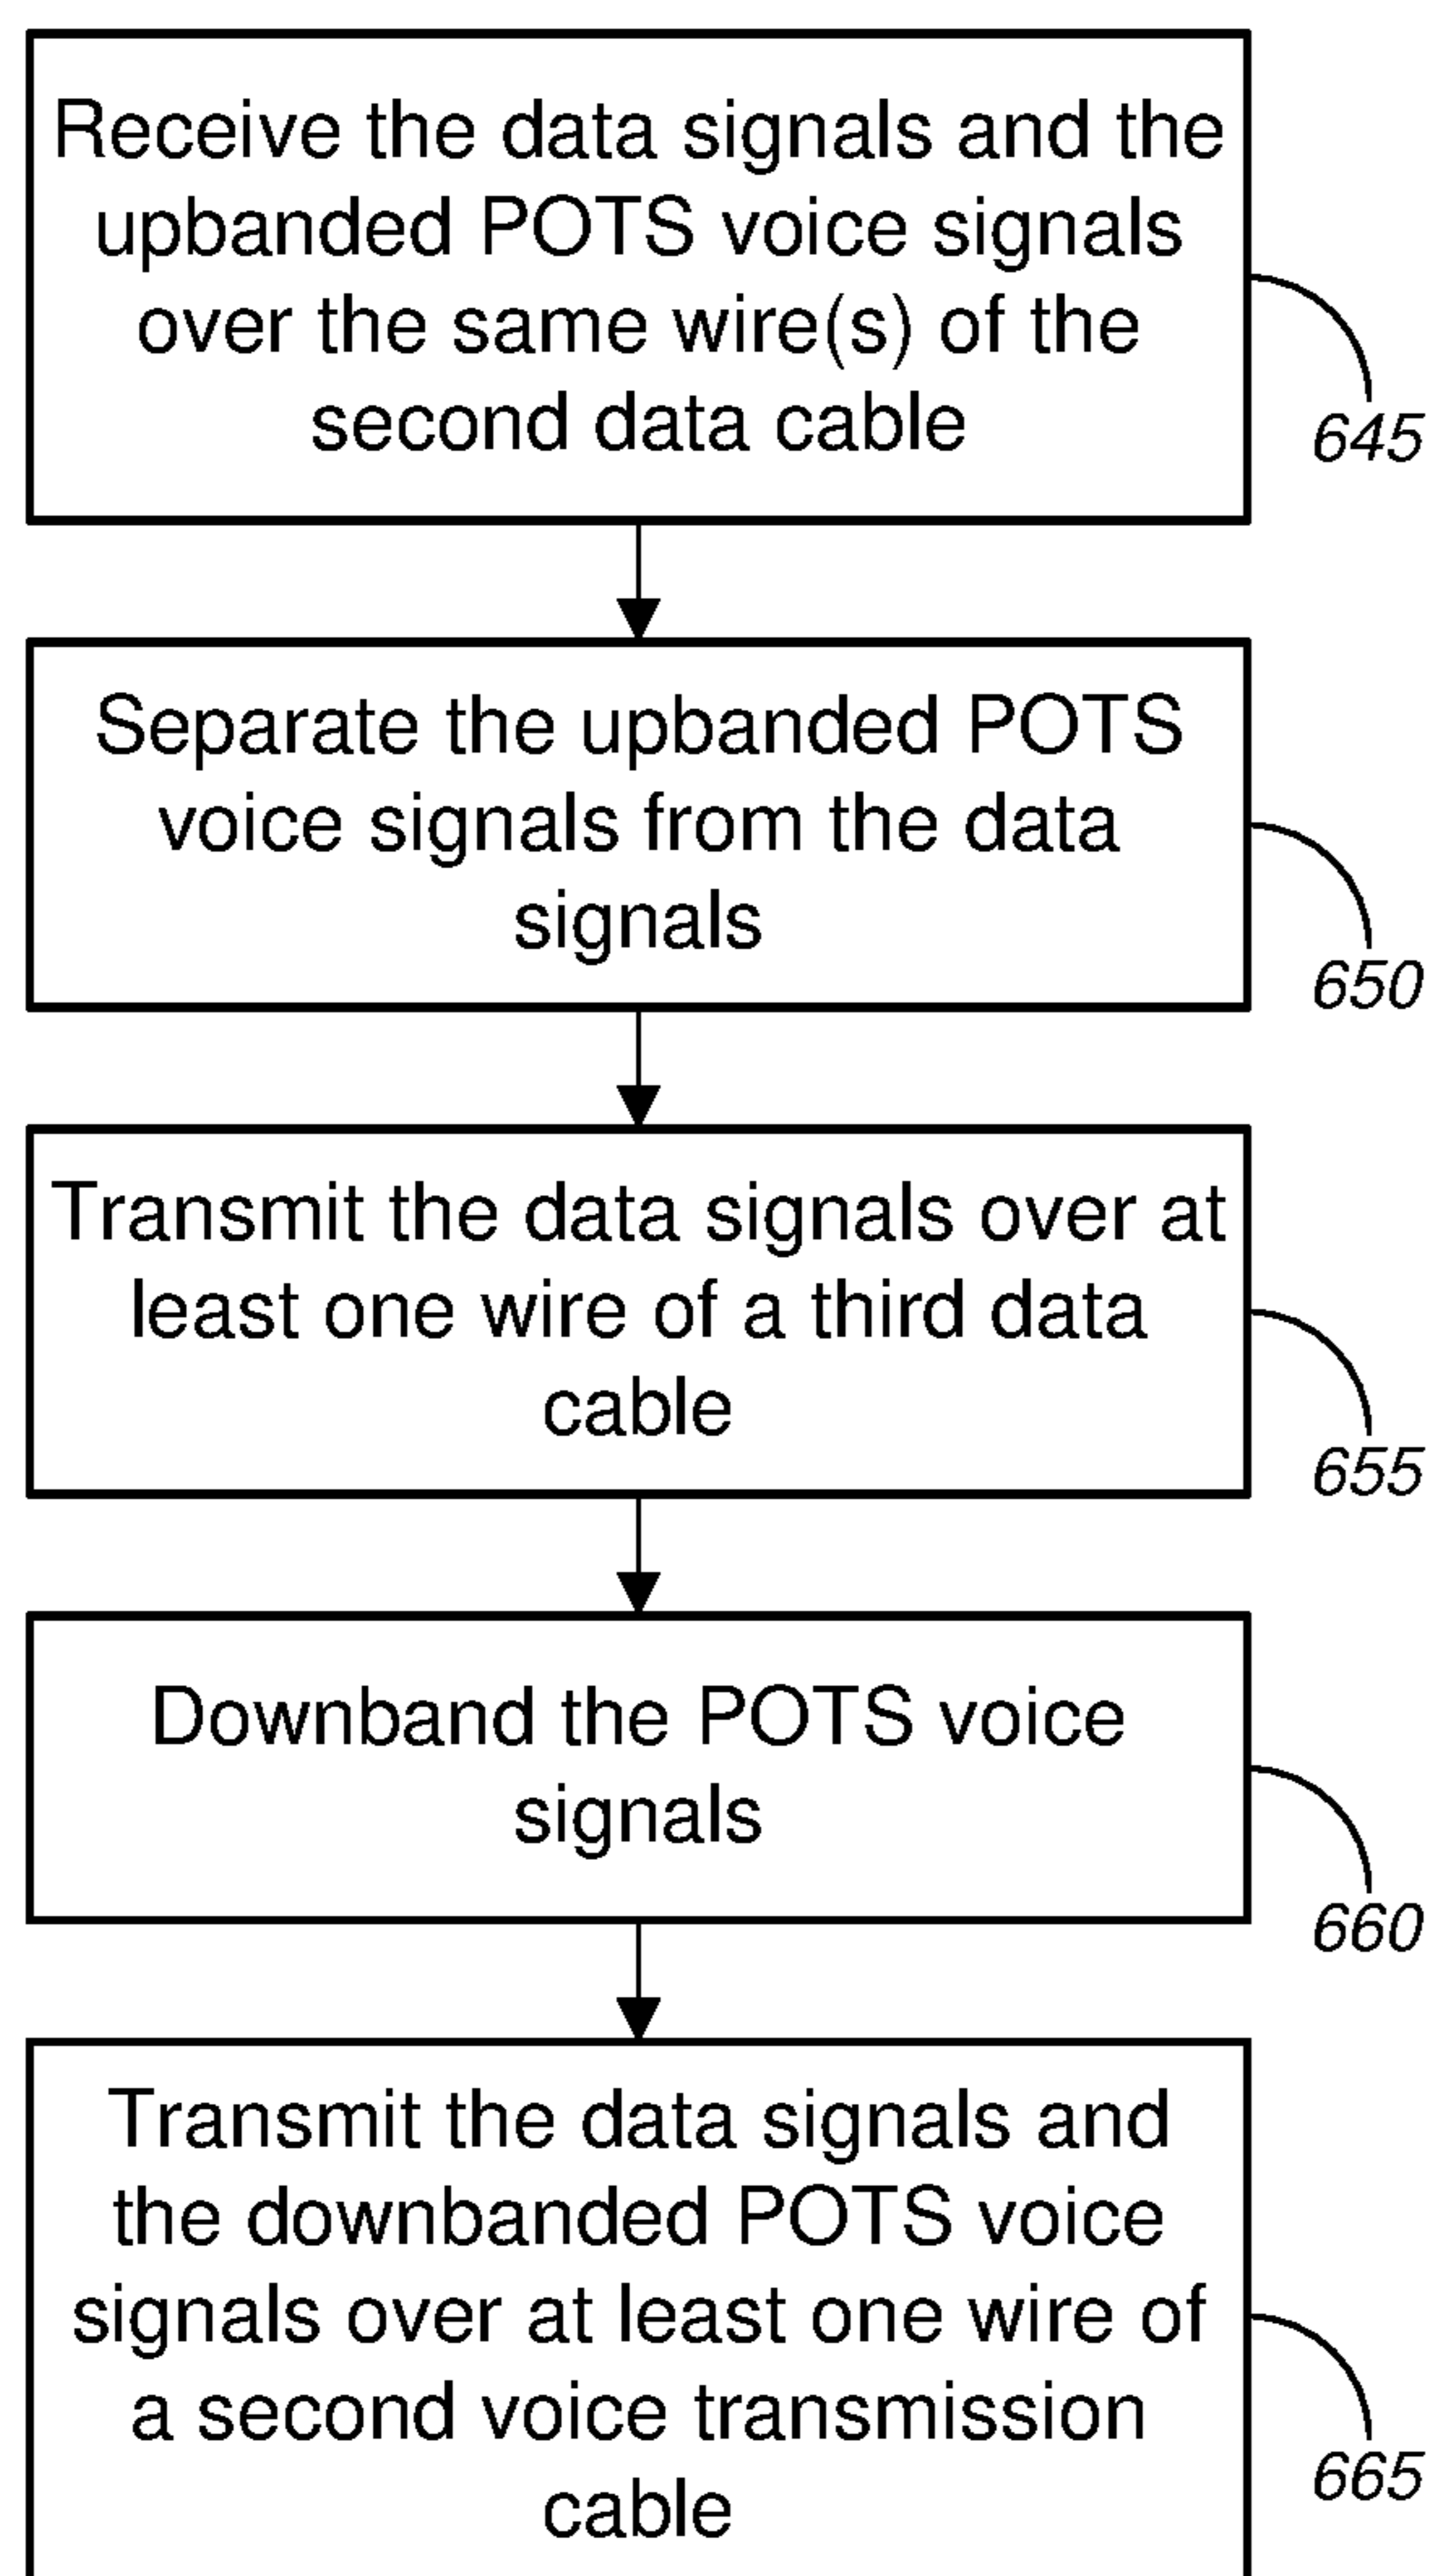 Receive the data signals and the
upbanded POTS voice signals
over the same wire(s) of the
second data cable
645
Separate the upbanded POTS
voice signals from the data
signals
650
Transmit the data signals over at
least one wire of a third data
cable
655
Downband the POTS voice
signals
660
Transmit the data signals and
the downbanded POTS voice
signals over at least one wire of
a second voice transmission
cable
665